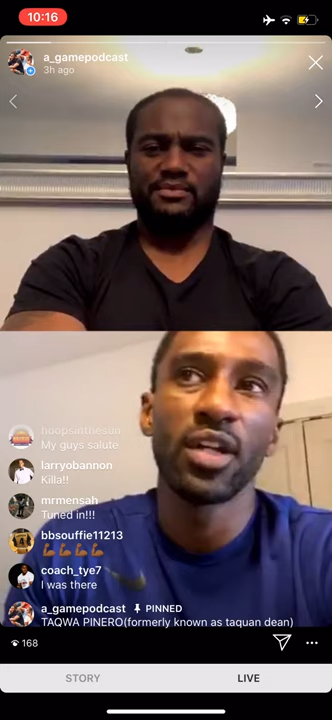 10:16
a_gamepodcast
3h ago
hoopsinthesun
My guys salute
larryobannon
Killa!!
mrmensah
Tuned in!!!
bbsouffie11213
💪🏾💪🏾💪🏾💪🏾
coach_tye7
I was there
a_gamepodcast PINNED
TAQWA PINERO(formerly known as taquan dean)
168
STORY LIVE